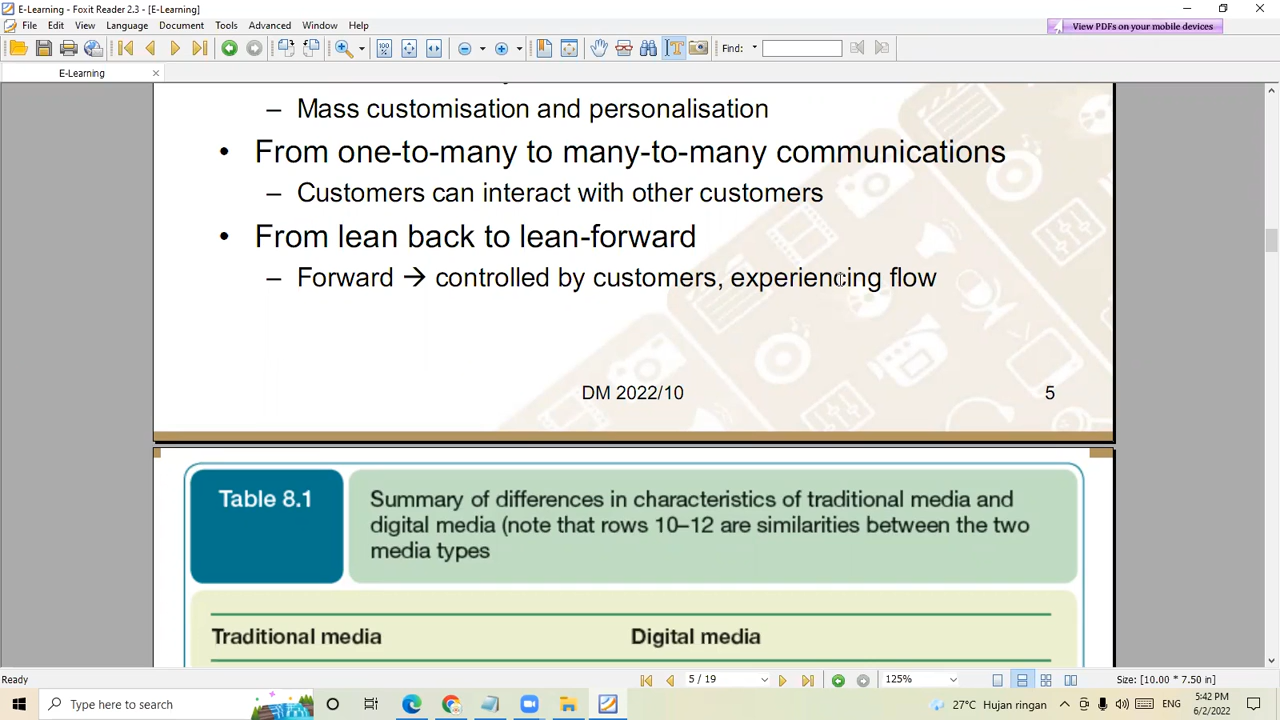 E-Learning - Foxit Reader 2.3 - [E-Learning]
File Edit View Language Document Tools Advanced Window Help
View PDFs on your mobile devices
Find:
E-Learning
– Mass customisation and personalisation
• From one-to-many to many-to-many communications
– Customers can interact with other customers
• From lean back to lean-forward
– Forward → controlled by customers, experiencing flow
DM 2022/10 5
Table 8.1
Summary of differences in characteristics of traditional media and
digital media (note that rows 10–12 are similarities between the two
media types
Traditional media Digital media
Ready 5 / 19 125% Size: [10.00 * 7.50 in]
Type here to search
27°C Hujan ringan ENG
5:42 PM
6/2/2022